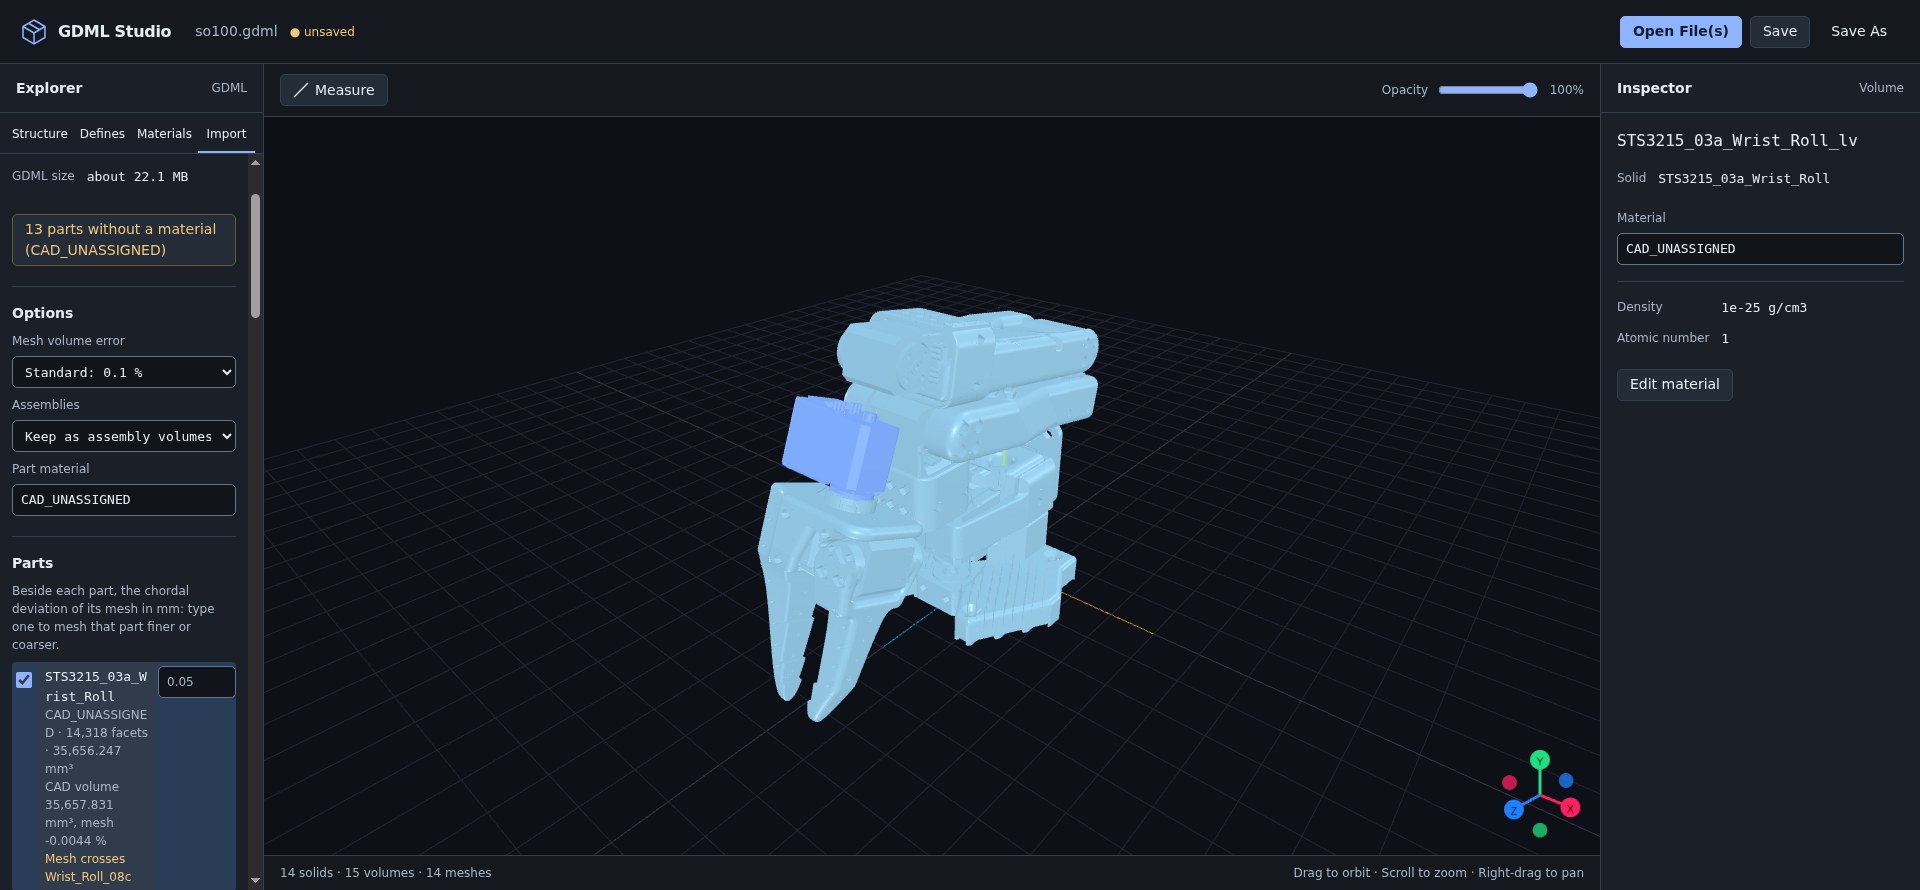 GDML Studio
so100.gdml
unsaved
Open File(s)
Save
Save As
Explorer
GDML
Structure
Defines
Materials
Import
GDML size about 22.1 MB
13 parts without a material
(CAD_UNASSIGNED)
Options
Mesh volume error
Standard: 0.1 %
Assemblies
Keep as assembly volumes
Part material
CAD_UNASSIGNED
Parts
Beside each part, the chordal
deviation of its mesh in mm: type
one to mesh that part finer or
coarser.
STS3215_03a_W
rist_Roll
0.05
CAD_UNASSIGNE
D · 14,318 facets
· 35,656.247
mm³
CAD volume
35,657.831
mm³, mesh
-0.0044 %
Mesh crosses
Wrist_Roll_08c
Measure
Opacity
100%
Y
X
Z
14 solids · 15 volumes · 14 meshes
Drag to orbit · Scroll to zoom · Right-drag to pan
Inspector
Volume
STS3215_03a_Wrist_Roll_lv
Solid STS3215_03a_Wrist_Roll
Material
CAD_UNASSIGNED
Density 1e-25 g/cm3
Atomic number 1
Edit material